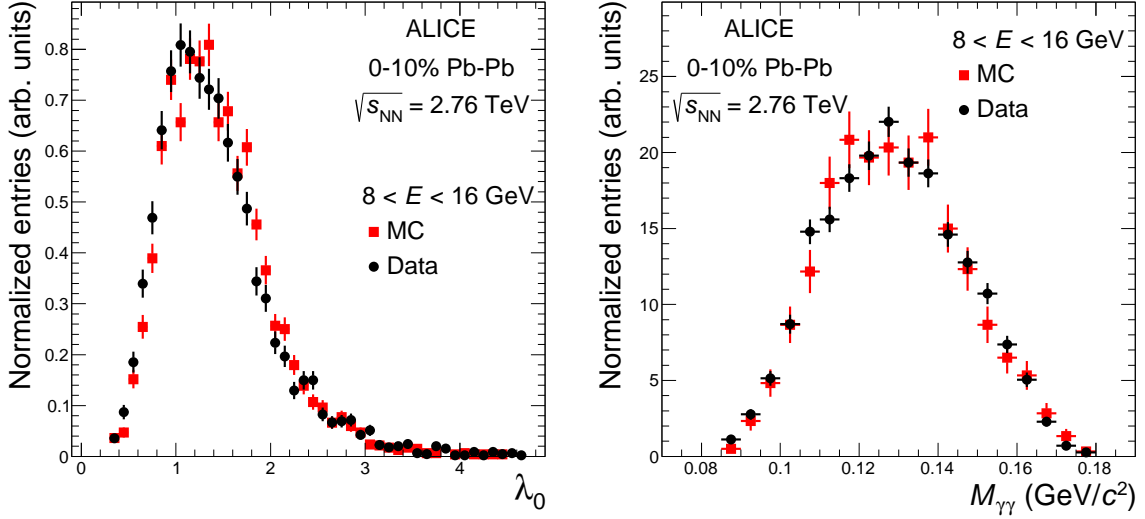 ALICE
0-10% Pb-Pb
√s_NN = 2.76 TeV
8 < E < 16 GeV
MC
Data
Normalized entries (arb. units)
0.8
0.7
0.6
0.5
0.4
0.3
0.2
0.1
0
0 1 2 3 4
λ₀
ALICE
0-10% Pb-Pb
√s_NN = 2.76 TeV
8 < E < 16 GeV
MC
Data
Normalized entries (arb. units)
25
20
15
10
5
0
0.08 0.1 0.12 0.14 0.16 0.18
M_γγ (GeV/c²)